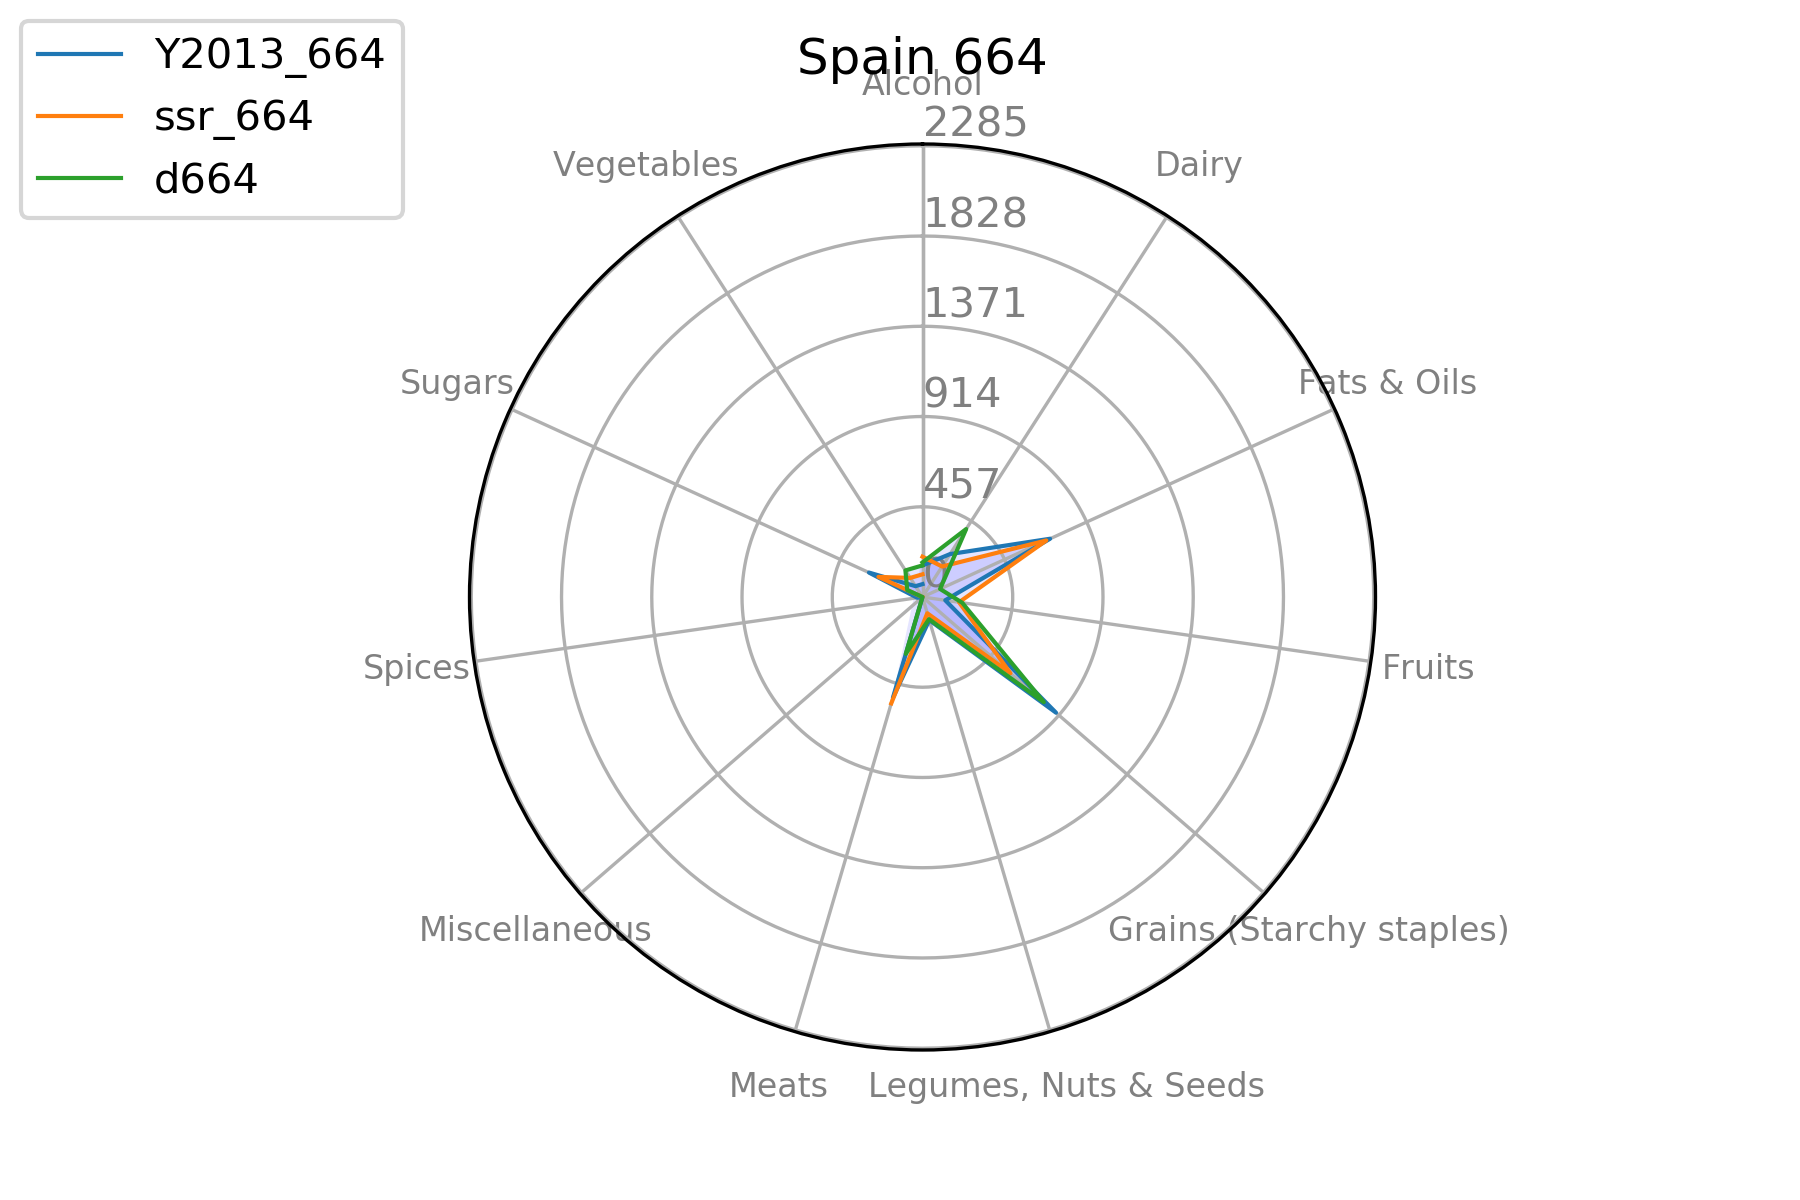 Spain 664
Y2013_664
ssr_664
d664
Alcohol
2285
Vegetables
Dairy
1828
1371
Sugars
Fats & Oils
914
457
0
Spices
Fruits
Miscellaneous
Grains (Starchy staples)
Meats
Legumes, Nuts & Seeds